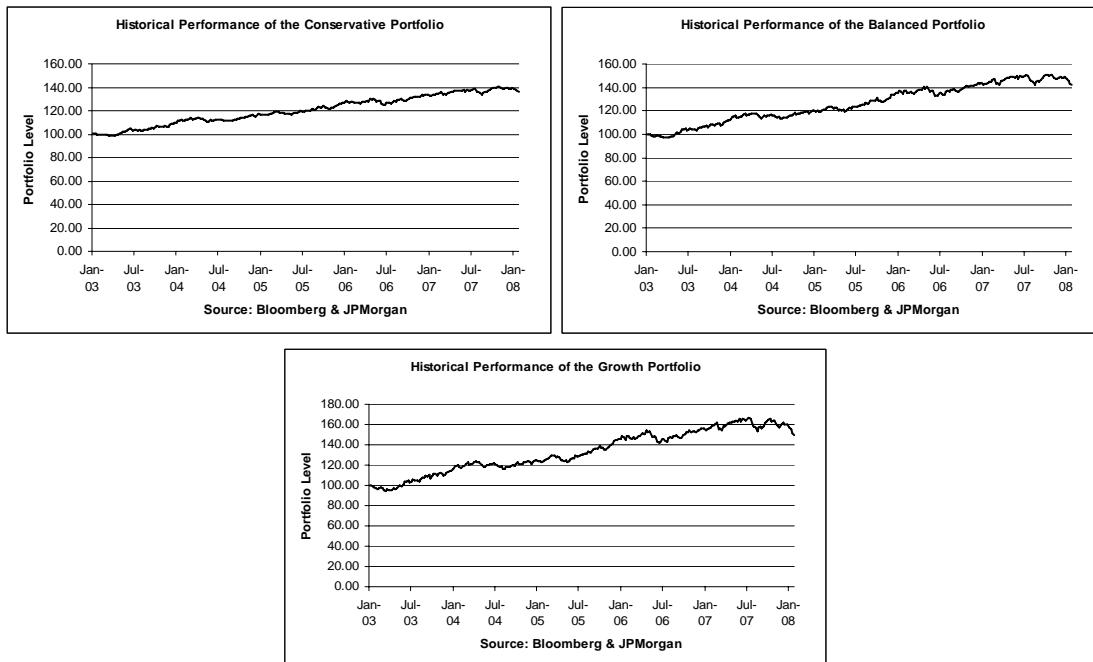 Historical Performance of the Conservative Portfolio
160.00
140.00
120.00
100.00
80.00
60.00
40.00
20.00
0.00
Portfolio Level
Jan-03 Jul-03 Jan-04 Jul-04 Jan-05 Jul-05 Jan-06 Jul-06 Jan-07 Jul-07 Jan-08
Source: Bloomberg & JPMorgan
Historical Performance of the Balanced Portfolio
160.00
140.00
120.00
100.00
80.00
60.00
40.00
20.00
0.00
Portfolio Level
Jan-03 Jul-03 Jan-04 Jul-04 Jan-05 Jul-05 Jan-06 Jul-06 Jan-07 Jul-07 Jan-08
Source: Bloomberg & JPMorgan
Historical Performance of the Growth Portfolio
180.00
160.00
140.00
120.00
100.00
80.00
60.00
40.00
20.00
0.00
Portfolio Level
Jan-03 Jul-03 Jan-04 Jul-04 Jan-05 Jul-05 Jan-06 Jul-06 Jan-07 Jul-07 Jan-08
Source: Bloomberg & JPMorgan